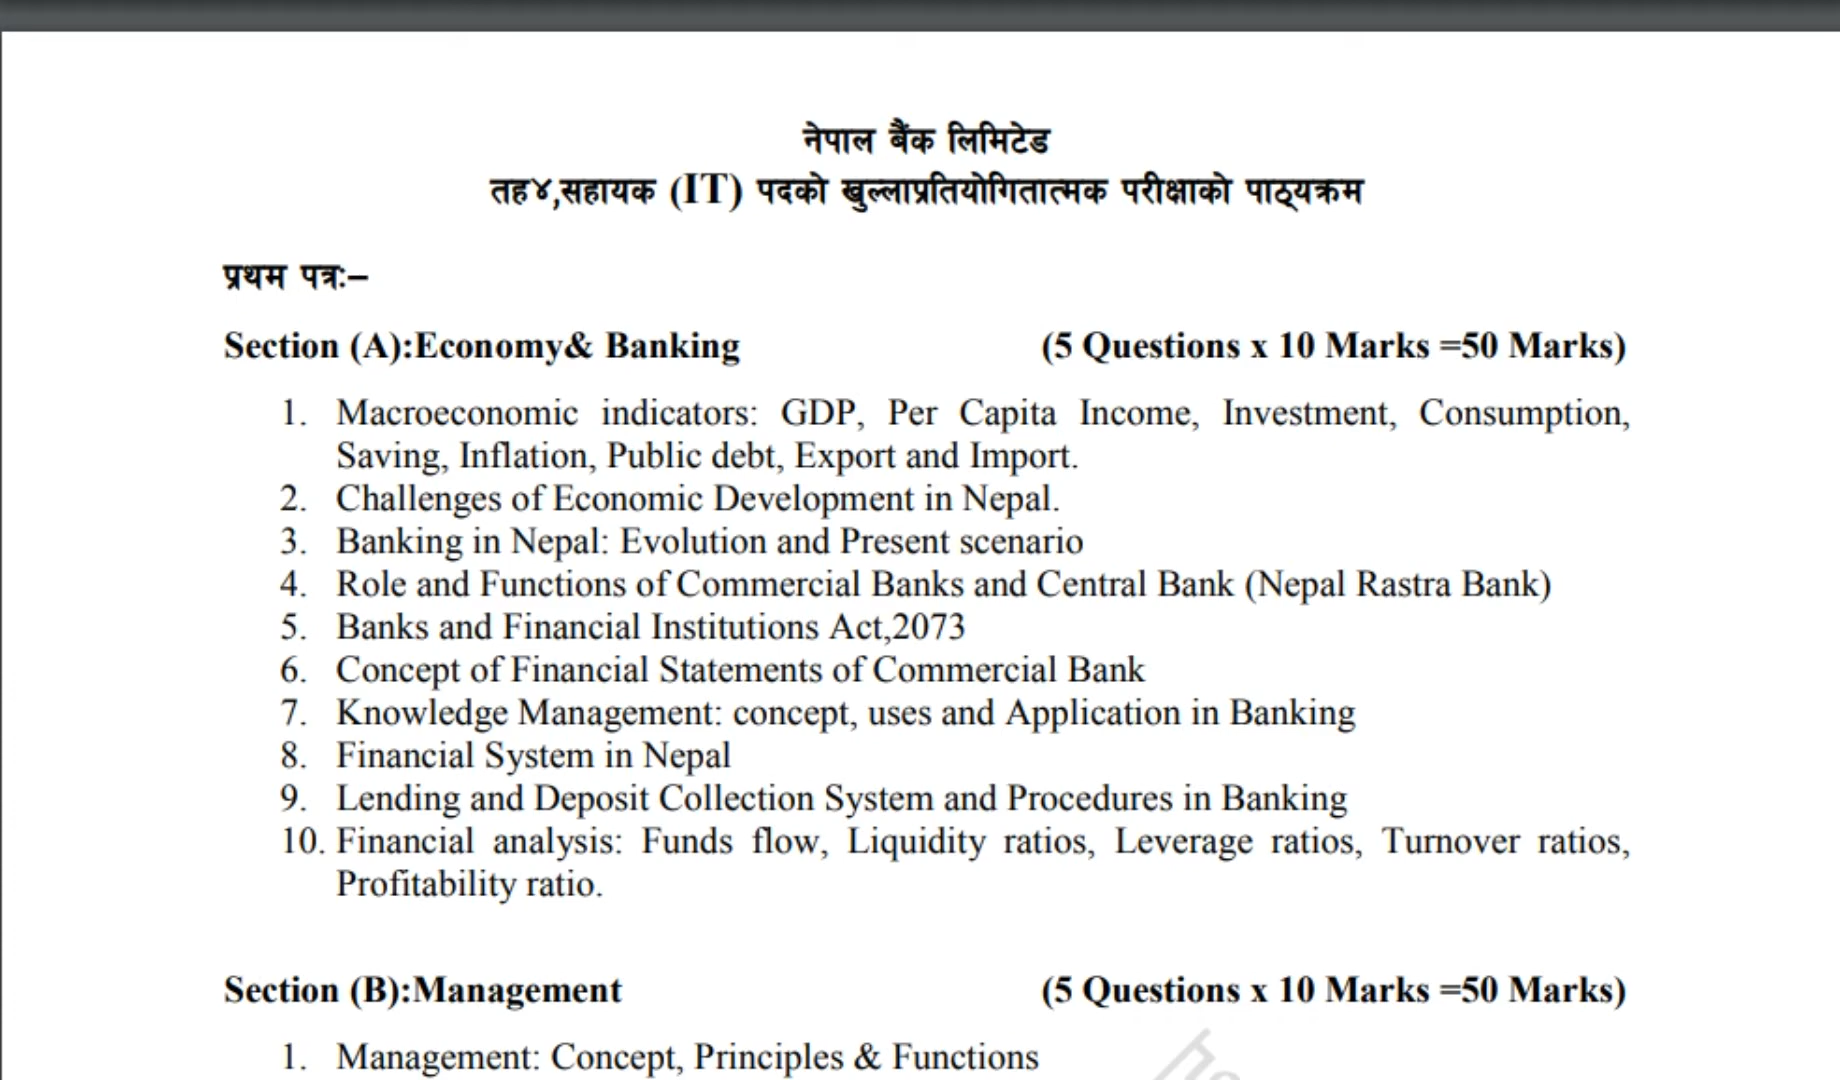 नेपाल बैंक लिमिटेड
तह४,सहायक (IT) पदको खुल्लाप्रतियोगितात्मक परीक्षाको पाठ्यक्रम
प्रथम पत्रः–
Section (A):Economy& Banking (5 Questions x 10 Marks =50 Marks)
1. Macroeconomic indicators: GDP, Per Capita Income, Investment, Consumption,
Saving, Inflation, Public debt, Export and Import.
2. Challenges of Economic Development in Nepal.
3. Banking in Nepal: Evolution and Present scenario
4. Role and Functions of Commercial Banks and Central Bank (Nepal Rastra Bank)
5. Banks and Financial Institutions Act,2073
6. Concept of Financial Statements of Commercial Bank
7. Knowledge Management: concept, uses and Application in Banking
8. Financial System in Nepal
9. Lending and Deposit Collection System and Procedures in Banking
10. Financial analysis: Funds flow, Liquidity ratios, Leverage ratios, Turnover ratios,
Profitability ratio.
Section (B):Management (5 Questions x 10 Marks =50 Marks)
1. Management: Concept, Principles & Functions